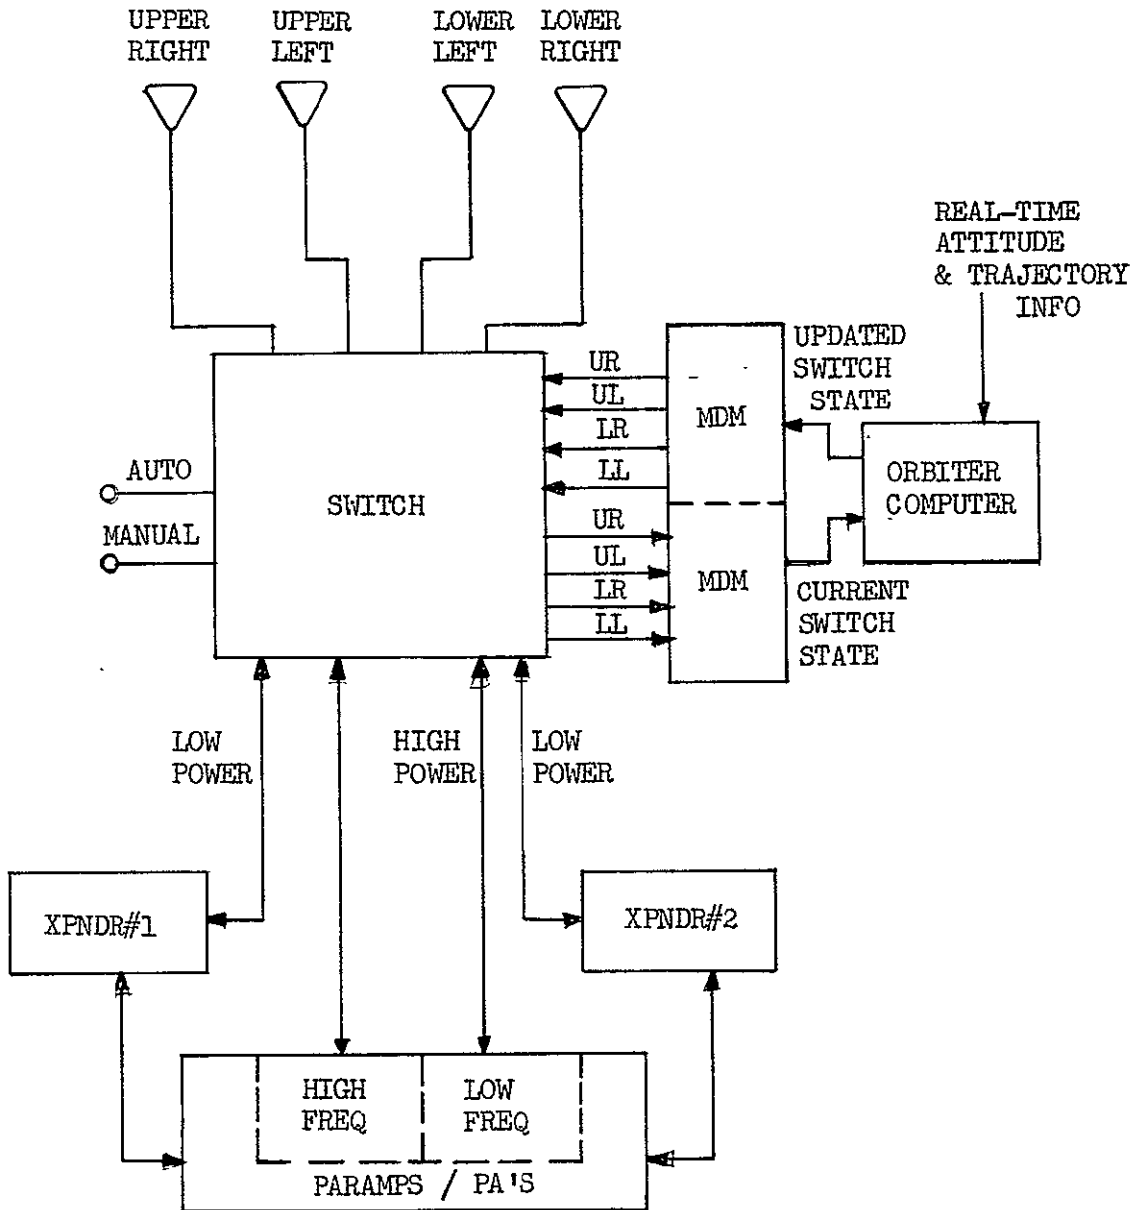 UPPER
RIGHT
UPPER
LEFT
LOWER
LEFT
LOWER
RIGHT
REAL-TIME
ATTITUDE
& TRAJECTORY
INFO
UPDATED
SWITCH
STATE
UR
UL
LR
LL
MDM
AUTO
MANUAL
SWITCH
ORBITER
COMPUTER
UR
UL
LR
LL
MDM
CURRENT
SWITCH
STATE
LOW
POWER
HIGH
POWER
LOW
POWER
XPNDR#1
XPNDR#2
HIGH
FREQ
LOW
FREQ
PARAMPS / PA'S